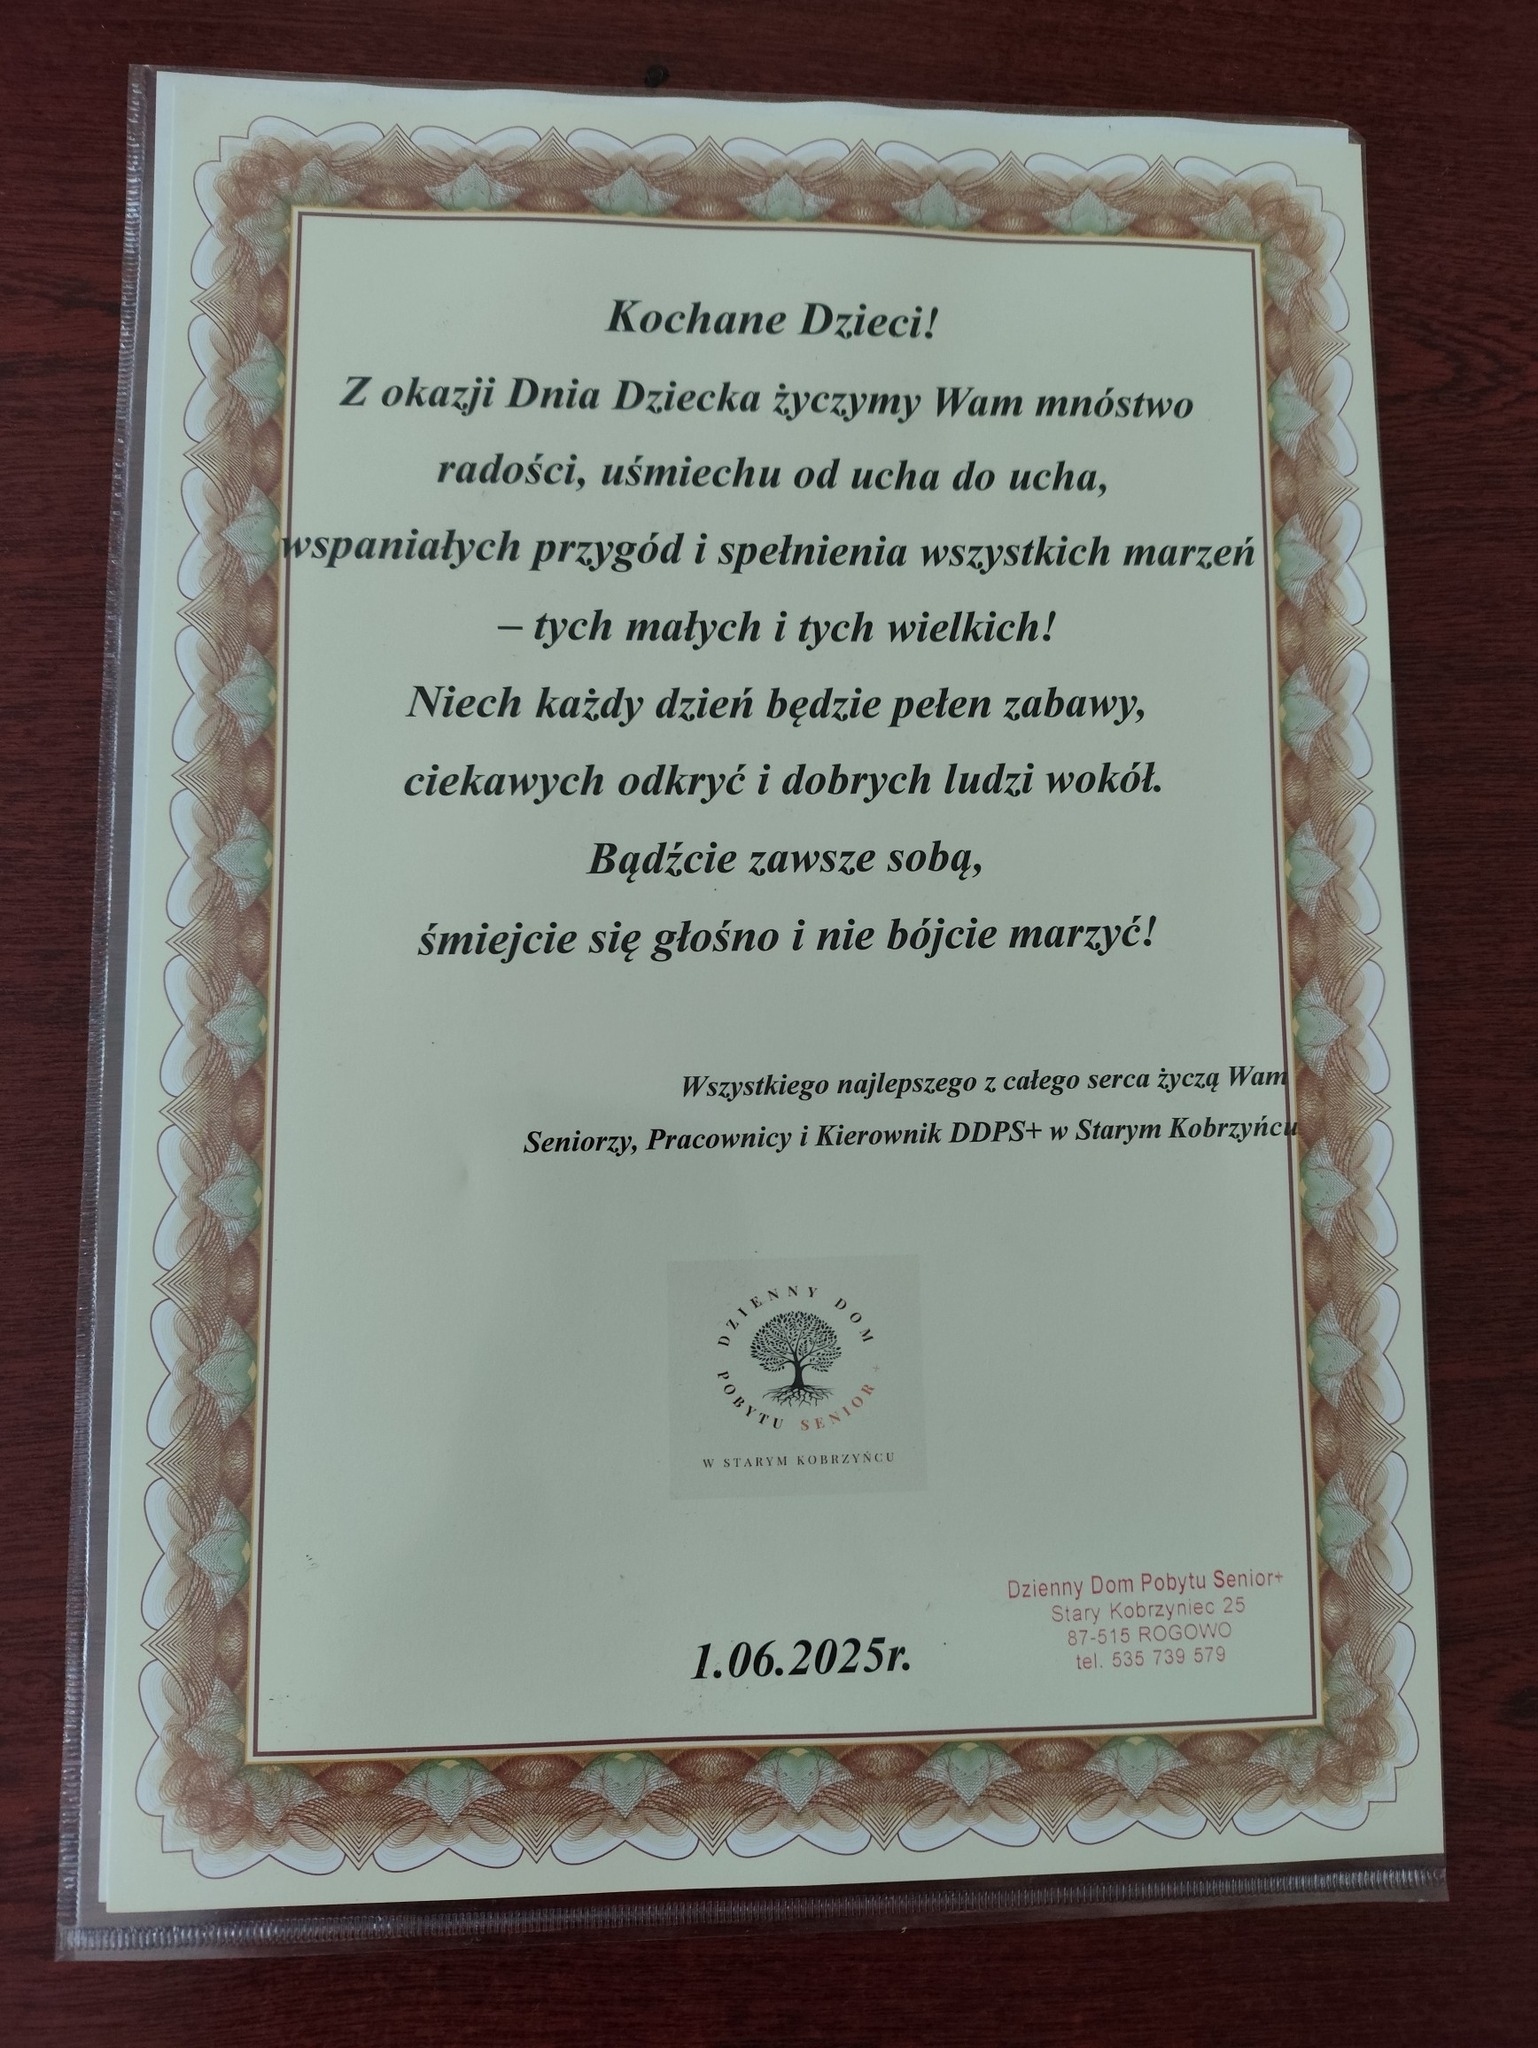 Kochane Dzieci!
Z okazji Dnia Dziecka życzymy Wam mnóstwo
radości, uśmiechu od ucha do ucha,
wspaniałych przygód i spełnienia wszystkich marzeń
– tych małych i tych wielkich!
Niech każdy dzień będzie pełen zabawy,
ciekawych odkryć i dobrych ludzi wokół.
Bądźcie zawsze sobą,
śmiejcie się głośno i nie bójcie marzyć!
Wszystkiego najlepszego z całego serca życzą Wam
Seniorzy, Pracownicy i Kierownik DDPS+ w Starym Kobrzyńcu
DZIENNY DOM
POBYTU SENIOR +
W STARYM KOBRZYŃCU
Dzienny Dom Pobytu Senior+
Stary Kobrzyniec 25
87-515 ROGOWO
tel. 535 739 579
1.06.2025r.